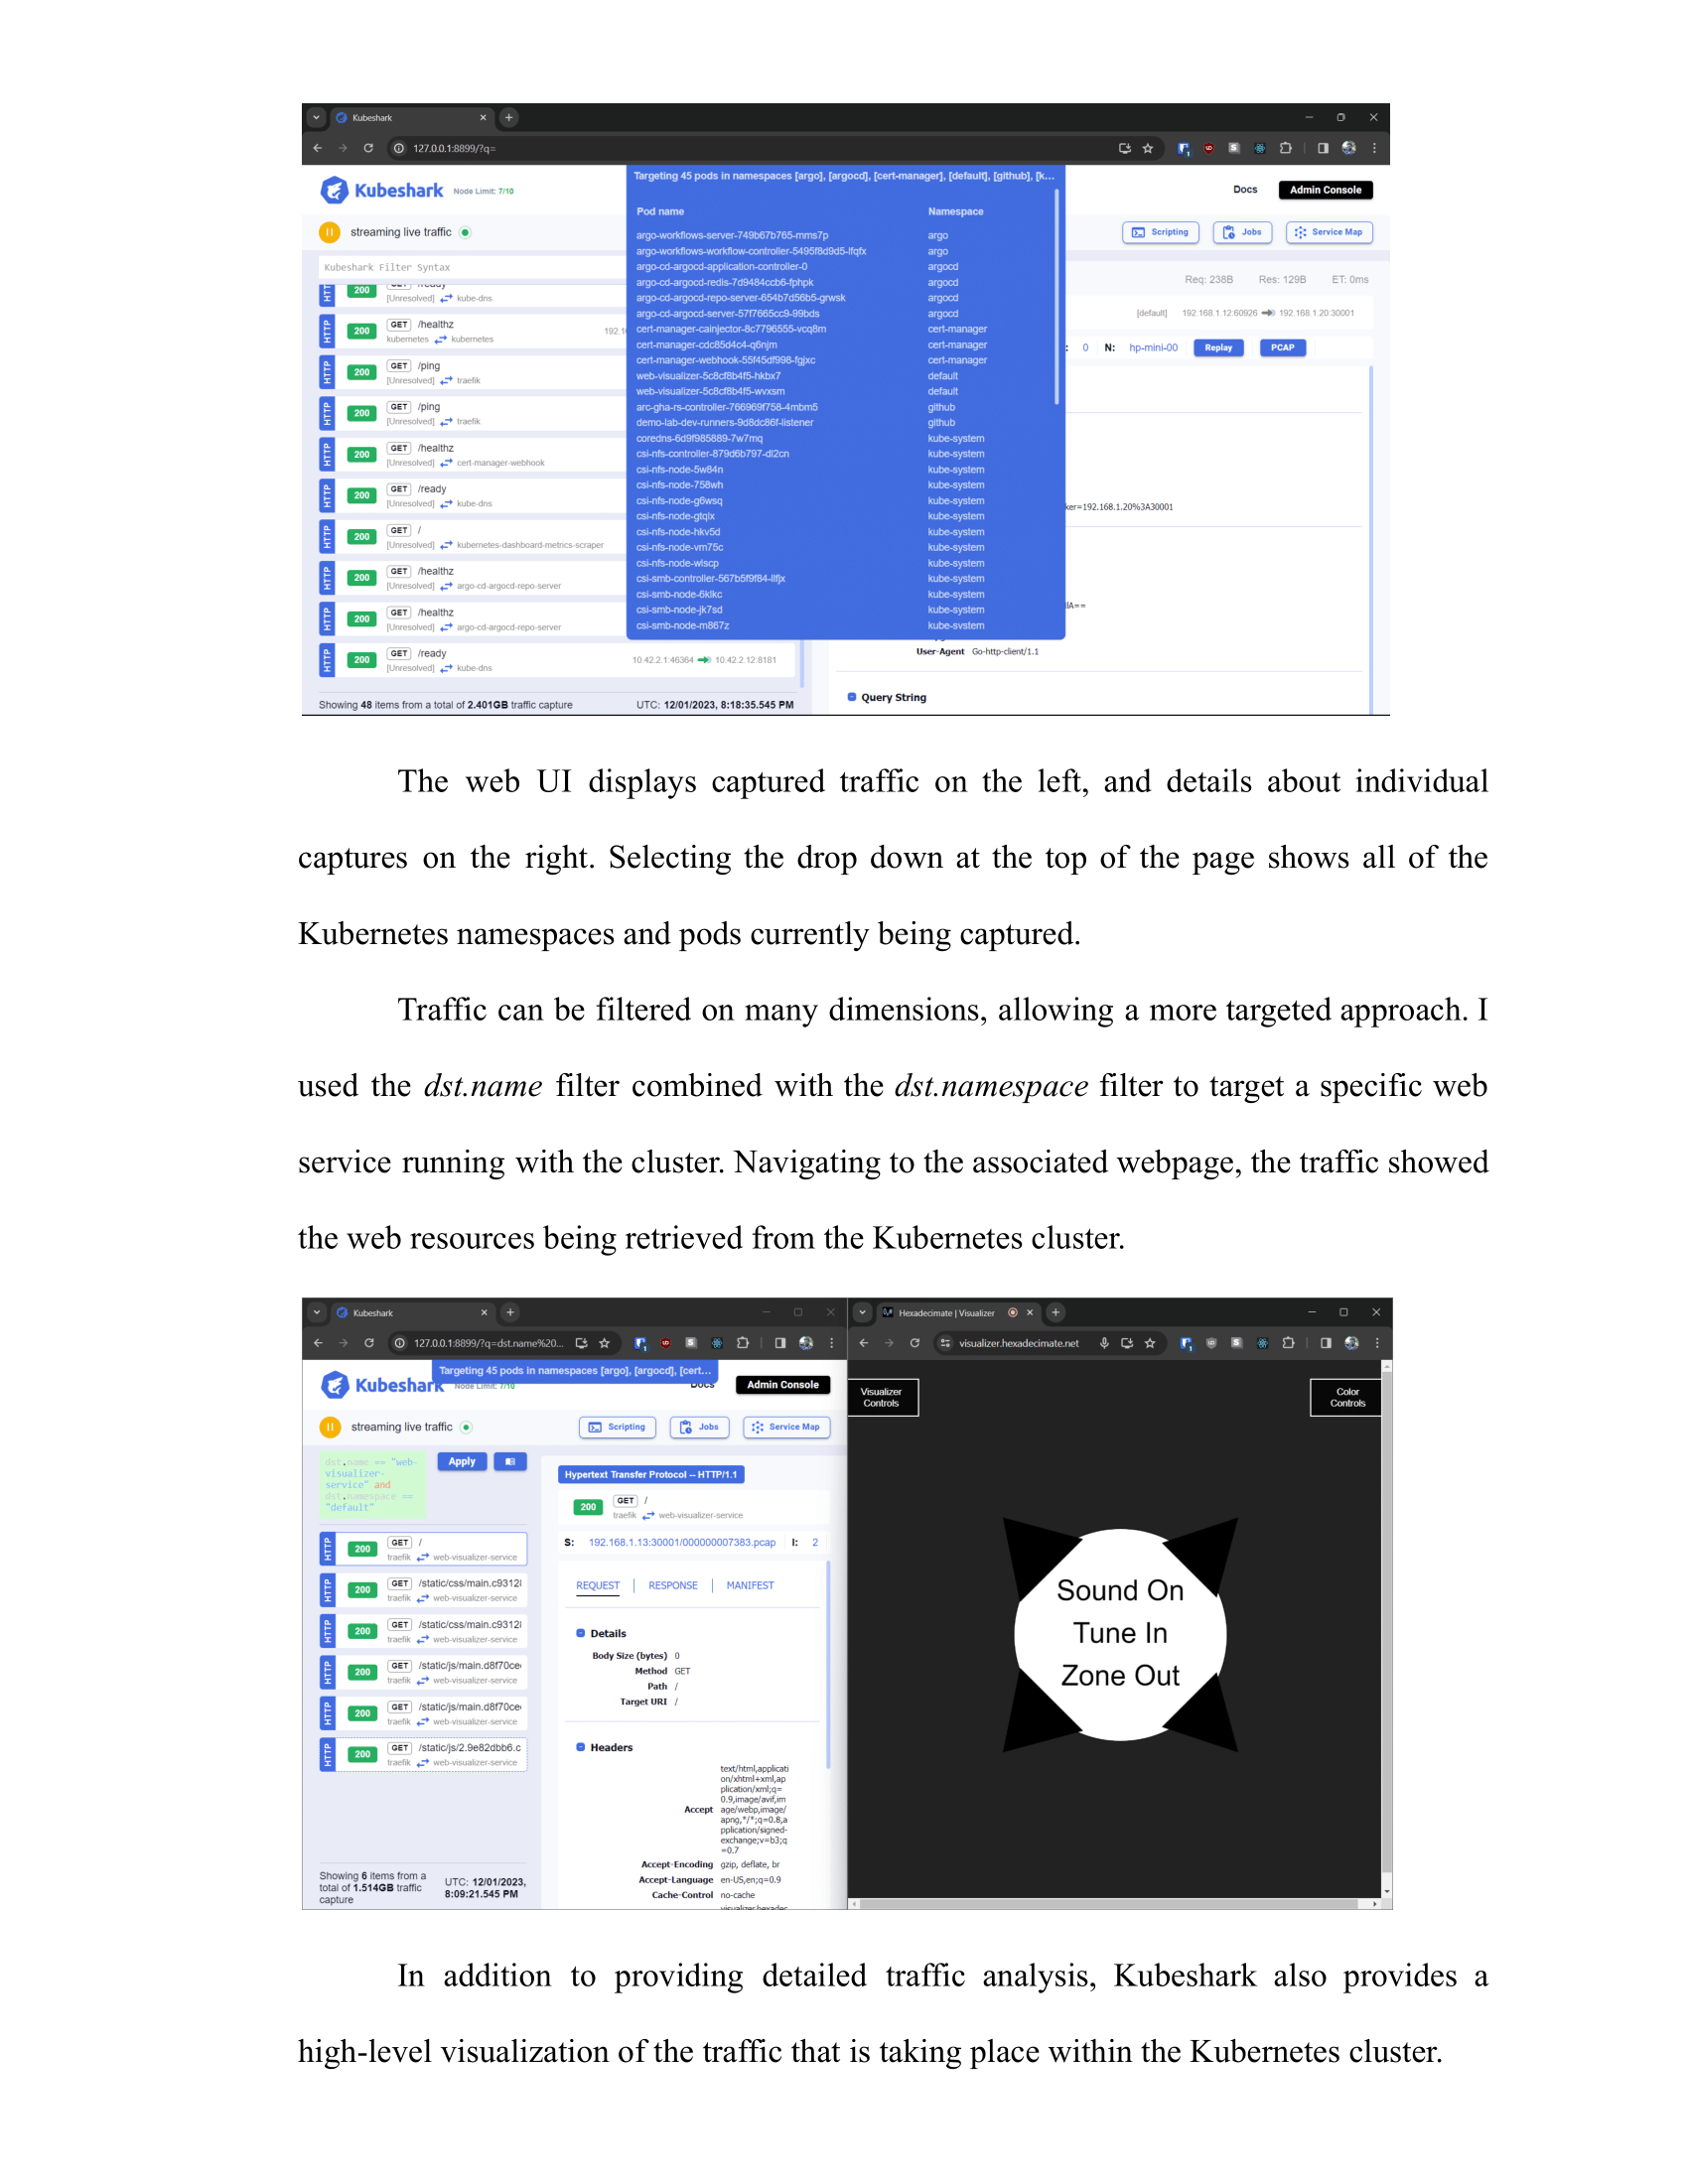 Kubeshark
127.0.0.1:8899/?q=
Kubeshark Node Limit: 7/10
Targeting 45 pods in namespaces [argo], [argocd], [cert-manager], [default], [github], [k...
Docs Admin Console
streaming live traffic
Scripting Jobs Service Map
Kubeshark Filter Syntax
Pod name Namespace
argo-workflows-server-749b67b765-mms7p argo
argo-workflows-workflow-controller-5495f8d9d5-lfqfx argo
argo-cd-argocd-application-controller-0 argocd
argo-cd-argocd-redis-7d9484ccb6-fphpk argocd
argo-cd-argocd-repo-server-654b7d56b5-grwsk argocd
argo-cd-argocd-server-57f7665cc9-99bds argocd
cert-manager-cainjector-8c7796555-vcq8m cert-manager
cert-manager-cdc85d4c4-q6njm cert-manager
cert-manager-webhook-55f45df998-fgjxc cert-manager
web-visualizer-5c8cf8b4f5-hkbx7 default
web-visualizer-5c8cf8b4f5-wvxsm default
arc-gha-rs-controller-766969f758-4mbm5 github
demo-lab-dev-runners-9d8dc86f-listener github
coredns-6d9f985889-7w7mq kube-system
csi-nfs-controller-879d6b797-dl2cn kube-system
csi-nfs-node-5w84n kube-system
csi-nfs-node-758wh kube-system
csi-nfs-node-g6wsq kube-system
csi-nfs-node-gtqlx kube-system
csi-nfs-node-hkv5d kube-system
csi-nfs-node-vm75c kube-system
csi-nfs-node-wlscp kube-system
csi-smb-controller-567b5f9f84-llfjx kube-system
csi-smb-node-6klkc kube-system
csi-smb-node-jk7sd kube-system
csi-smb-node-m867z kube-system
HTTP 200 GET /ready
[Unresolved] kube-dns
HTTP 200 GET /healthz
kubernetes kubernetes 192.1
HTTP 200 GET /ping
[Unresolved] traefik
HTTP 200 GET /ping
[Unresolved] traefik
HTTP 200 GET /healthz
[Unresolved] cert-manager-webhook
HTTP 200 GET /ready
[Unresolved] kube-dns
HTTP 200 GET /
[Unresolved] kubernetes-dashboard-metrics-scraper
HTTP 200 GET /healthz
[Unresolved] argo-cd-argocd-repo-server
HTTP 200 GET /healthz
[Unresolved] argo-cd-argocd-repo-server
HTTP 200 GET /ready
[Unresolved] kube-dns 10.42.2.1:46364 10.42.2.12:8181
Showing 48 items from a total of 2.401GB traffic capture UTC: 12/01/2023, 8:18:35.545 PM
Req: 238B Res: 129B ET: 0ms
[default] 192.168.1.12:60926 192.168.1.20:30001
: 0 N: hp-mini-00 Replay PCAP
ker=192.168.1.20%3A30001
IA==
User-Agent Go-http-client/1.1
Query String
The web UI displays captured traffic on the left, and details about individual
captures on the right. Selecting the drop down at the top of the page shows all of the
Kubernetes namespaces and pods currently being captured.
Traffic can be filtered on many dimensions, allowing a more targeted approach. I
used the dst.name filter combined with the dst.namespace filter to target a specific web
service running with the cluster. Navigating to the associated webpage, the traffic showed
the web resources being retrieved from the Kubernetes cluster.
Kubeshark
127.0.0.1:8899/?q=dst.name%20...
Targeting 45 pods in namespaces [argo], [argocd], [cert...
Kubeshark Node Limit: 7/10 Docs Admin Console
streaming live traffic
Scripting Jobs Service Map
dst.name == "web-
visualizer-
service" and
dst.namespace ==
"default"
Apply
HTTP 200 GET /
traefik web-visualizer-service
HTTP 200 GET /static/css/main.c9312
traefik web-visualizer-service
HTTP 200 GET /static/css/main.c9312
traefik web-visualizer-service
HTTP 200 GET /static/js/main.d8f70ce
traefik web-visualizer-service
HTTP 200 GET /static/js/main.d8f70ce
traefik web-visualizer-service
HTTP 200 GET /static/js/2.9e82dbb6.c
traefik web-visualizer-service
Showing 6 items from a
total of 1.514GB traffic
capture
UTC: 12/01/2023,
8:09:21.545 PM
Hypertext Transfer Protocol -- HTTP/1.1
200 GET /
traefik web-visualizer-service
S: 192.168.1.13:30001/000000007383.pcap I: 2
REQUEST RESPONSE MANIFEST
Details
Body Size (bytes) 0
Method GET
Path /
Target URI /
Headers
Accept
text/html,applicati
on/xhtml+xml,ap
plication/xml;q=
0.9,image/avif,im
age/webp,image/
apng,*/*;q=0.8,a
pplication/signed-
exchange;v=b3;q
=0.7
Accept-Encoding gzip, deflate, br
Accept-Language en-US,en;q=0.9
Cache-Control no-cache
visualizer.hexadec
Hexadecimate | Visualizer
visualizer.hexadecimate.net
Visualizer
Controls
Color
Controls
Sound On
Tune In
Zone Out
In addition to providing detailed traffic analysis, Kubeshark also provides a
high-level visualization of the traffic that is taking place within the Kubernetes cluster.